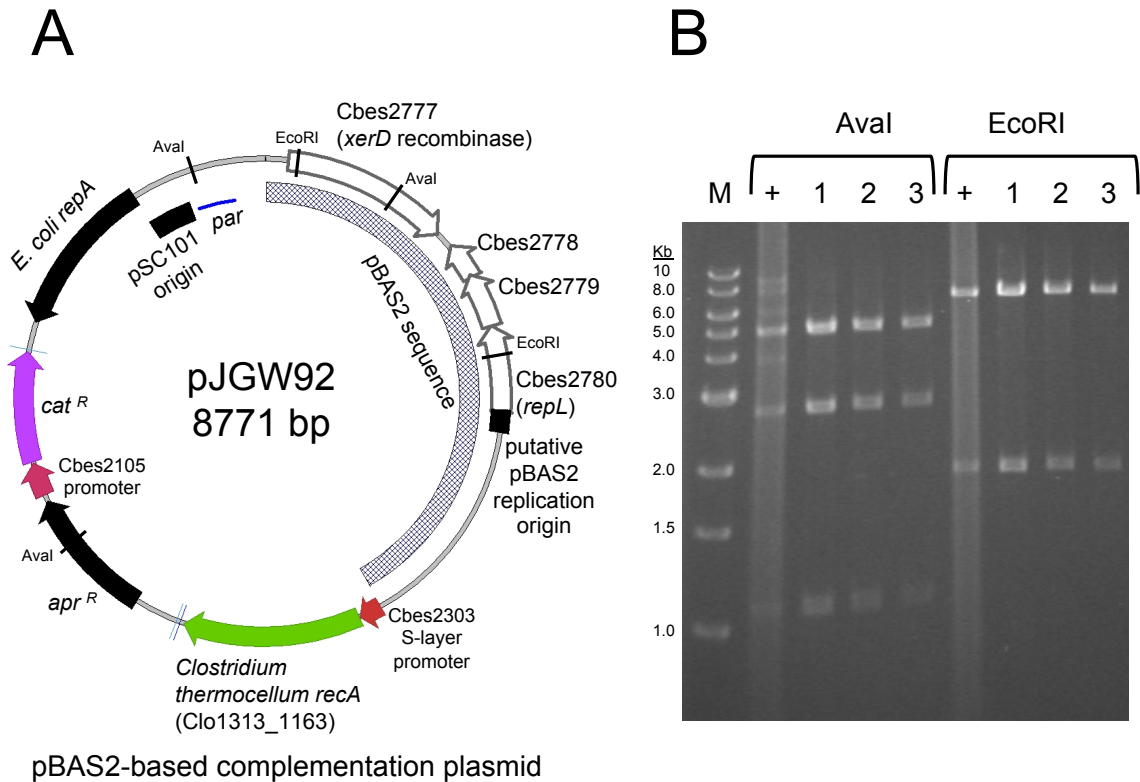 A
B
Cbes2777
(xerD recombinase)
EcoRI
AvaI
AvaI
E. coli repA
pSC101
origin
par
pBAS2 sequence
Cbes2778
Cbes2779
EcoRI
Cbes2780
(repL)
putative
pBAS2
replication
origin
pJGW92
8771 bp
cat R
Cbes2105
promoter
AvaI
apr R
Cbes2303
S-layer
promoter
Clostridium
thermocellum recA
(Clo1313_1163)
pBAS2-based complementation plasmid
AvaI EcoRI
M + 1 2 3 + 1 2 3
Kb
10
8.0
6.0
5.0
4.0
3.0
2.0
1.5
1.0